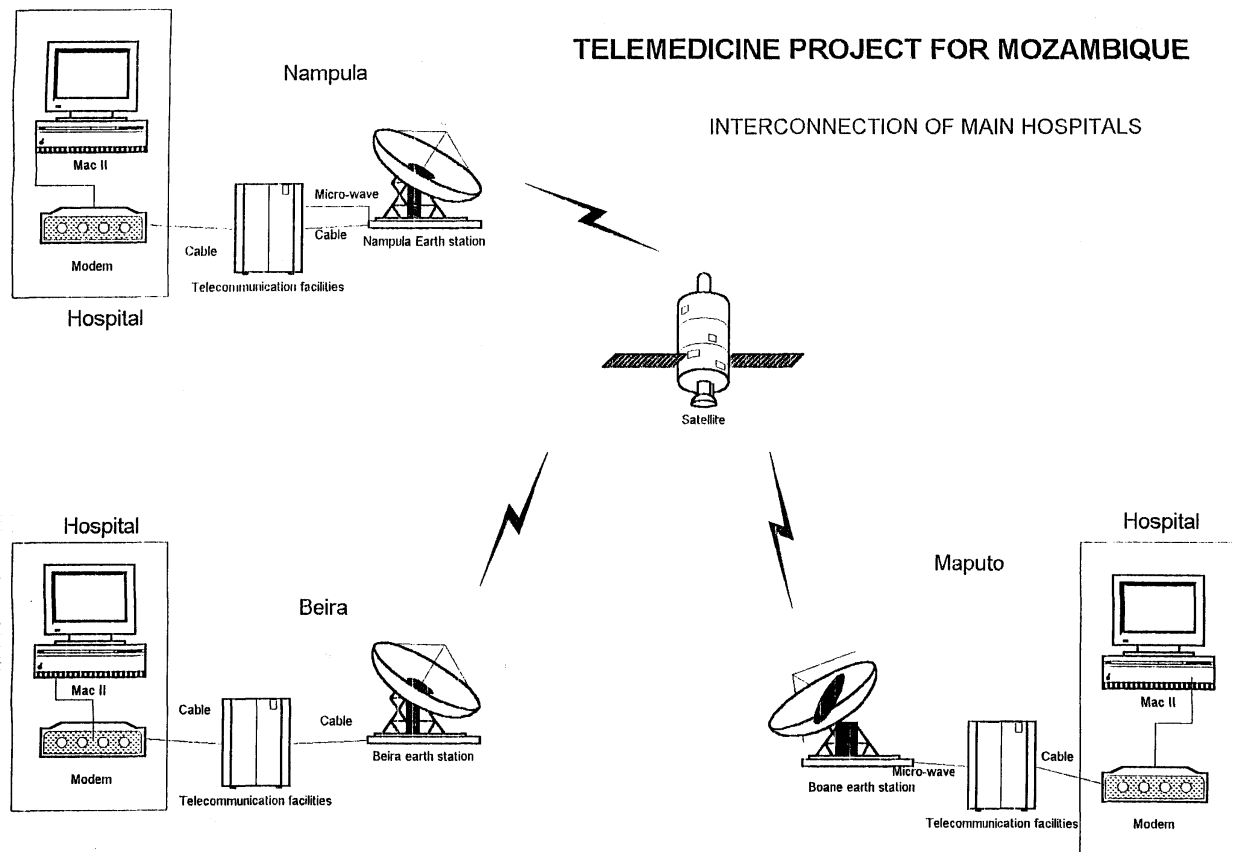 TELEMEDICINE PROJECT FOR MOZAMBIQUE
INTERCONNECTION OF MAIN HOSPITALS
Nampula
Mac II
Modem
Hospital
Cable
Telecommunication facilities
Micro-wave
Cable
Nampula Earth station
Satellite
Hospital
Mac II
Modem
Beira
Cable
Telecommunication facilities
Cable
Beira earth station
Maputo
Boane earth station
Micro-wave
Telecommunication facilities
Cable
Hospital
Mac II
Modem